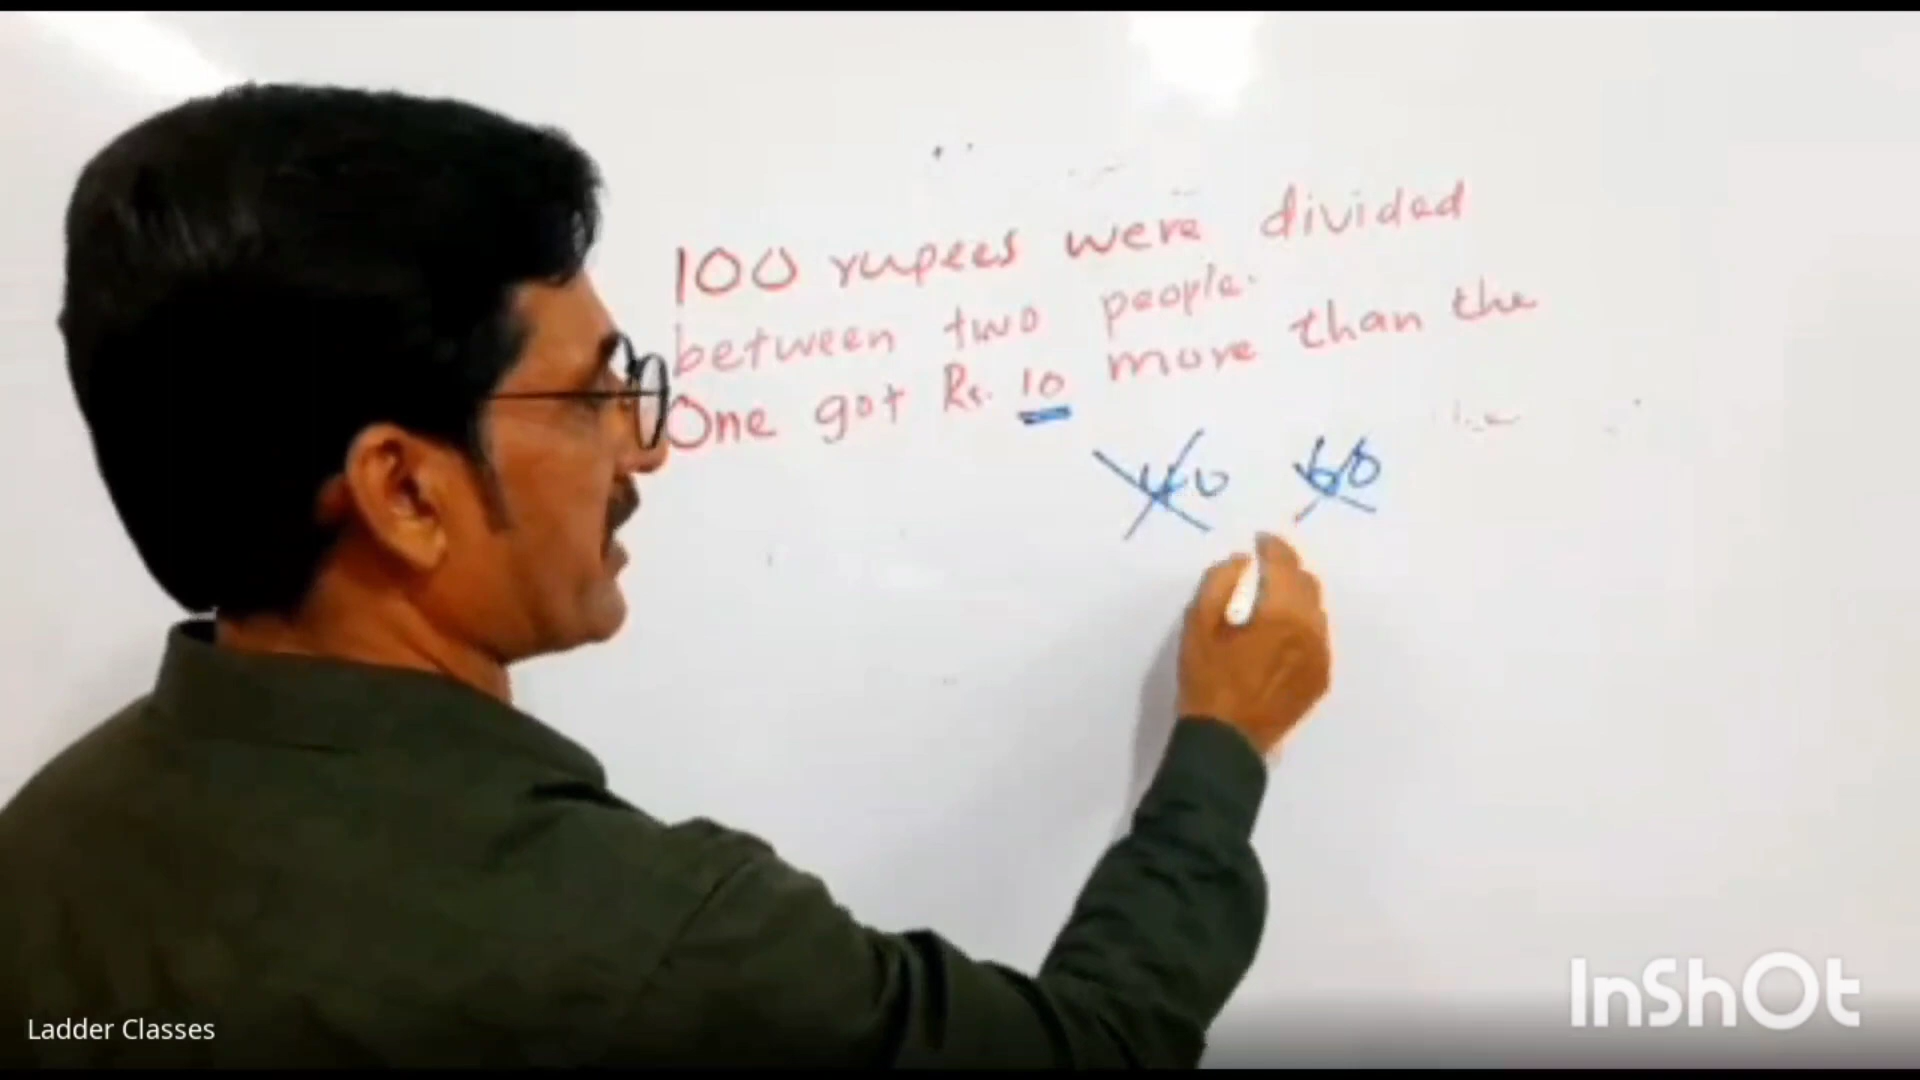 100 rupees were divided
between two people.
One got Rs. 10 more than the
40 60
InShOt
Ladder Classes